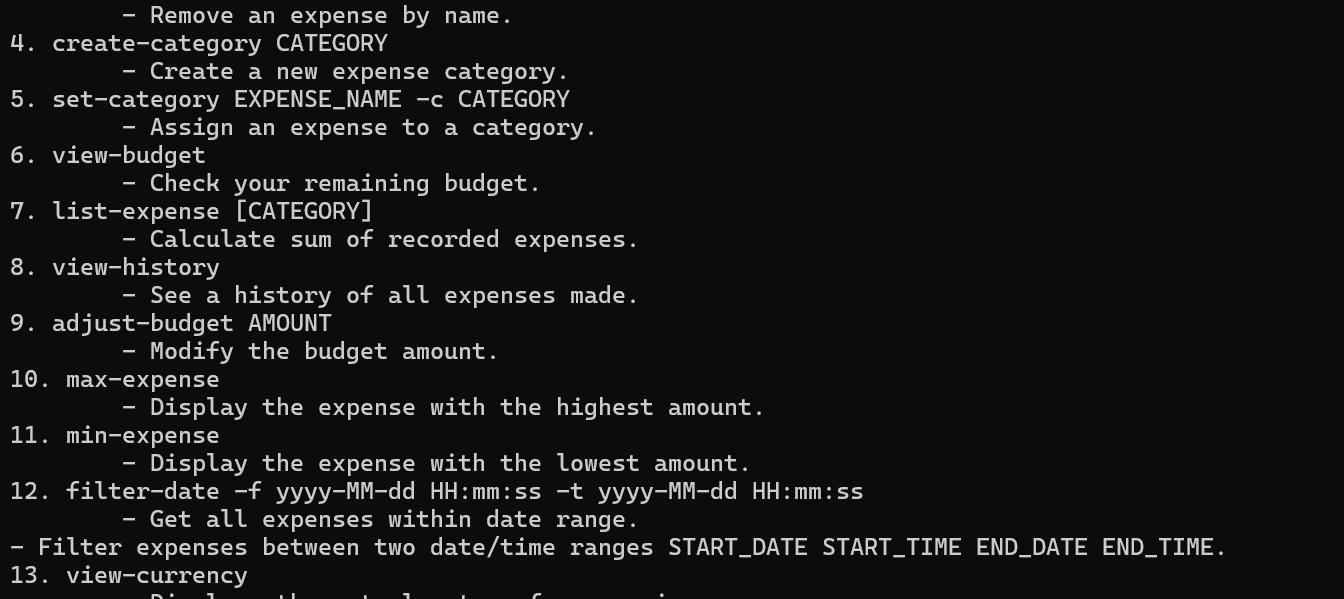 - Remove an expense by name.
4. create-category CATEGORY
- Create a new expense category.
5. set-category EXPENSE_NAME -c CATEGORY
- Assign an expense to a category.
6. view-budget
- Check your remaining budget.
7. list-expense [CATEGORY]
- Calculate sum of recorded expenses.
8. view-history
- See a history of all expenses made.
9. adjust-budget AMOUNT
- Modify the budget amount.
10. max-expense
- Display the expense with the highest amount.
11. min-expense
- Display the expense with the lowest amount.
12. filter-date -f yyyy-MM-dd HH:mm:ss -t yyyy-MM-dd HH:mm:ss
- Get all expenses within date range.
- Filter expenses between two date/time ranges START_DATE START_TIME END_DATE END_TIME.
13. view-currency